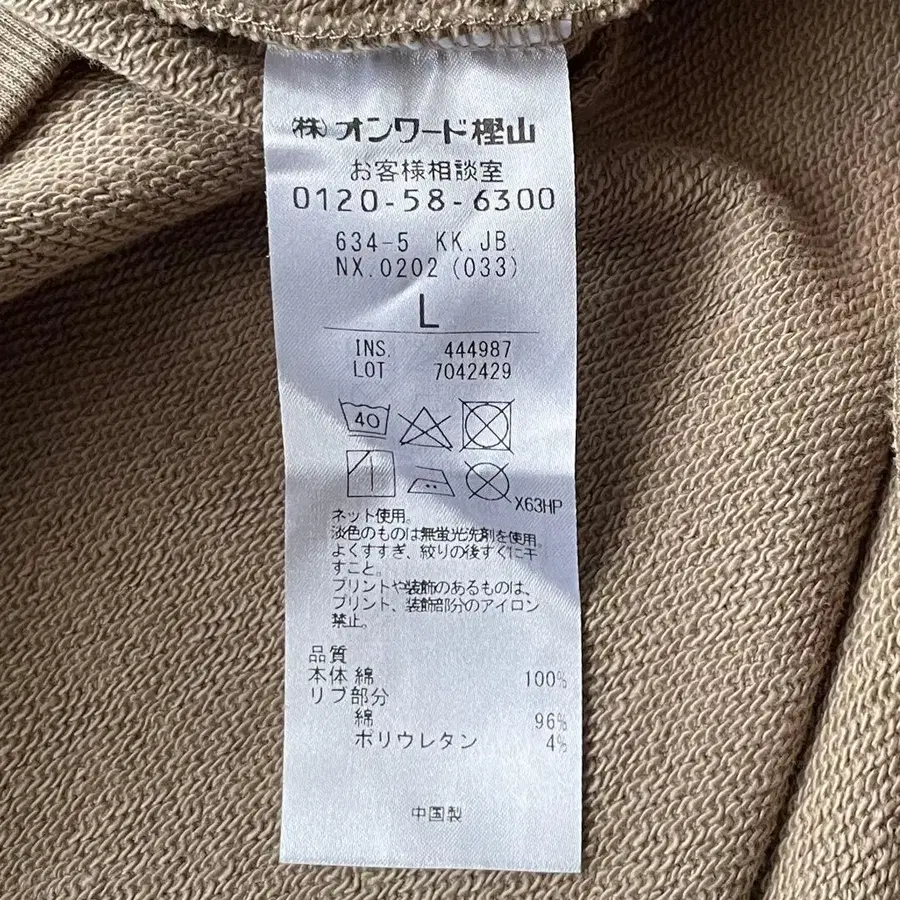 ㈱オンワード樫山
お客様相談室
0120-58-6300
634-5 KK.JB.
NX.0202(033)
L
INS. 444987
LOT 7042429
40
X63HP
ネット使用。
淡色のものは無蛍光洗剤を使用。
よくすすぎ、絞りの後すぐに干
すこと。
プリントや装飾のあるものは、
プリント、装飾部分のアイロン
禁止。
品質
本体 綿 100%
リブ部分
綿 96%
ポリウレタン 4%
中国製